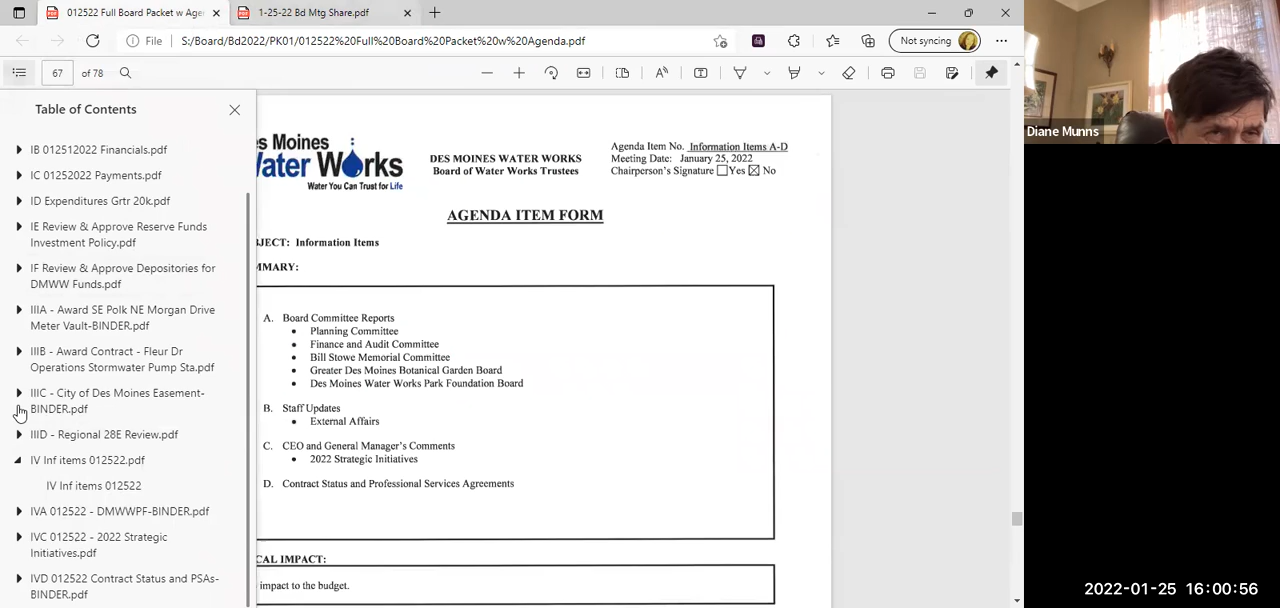 012522 Full Board Packet w Age
1-25-22 Bd Mtg Share.pdf
File
S:/Board/Bd2022/PK01/012522%20Full%20Board%20Packet%20w%20Agenda.pdf
Not syncing
67
of 78
Table of Contents
IB 012512022 Financials.pdf
IC 01252022 Payments.pdf
ID Expenditures Grtr 20k.pdf
IE Review & Approve Reserve Funds
Investment Policy.pdf
IF Review & Approve Depositories for
DMWW Funds.pdf
IIIA - Award SE Polk NE Morgan Drive
Meter Vault-BINDER.pdf
IIIB - Award Contract - Fleur Dr
Operations Stormwater Pump Sta.pdf
IIIC - City of Des Moines Easement-
BINDER.pdf
IIID - Regional 28E Review.pdf
IV Inf items 012522.pdf
IV Inf items 012522
IVA 012522 - DMWWPF-BINDER.pdf
IVC 012522 - 2022 Strategic
Initiatives.pdf
IVD 012522 Contract Status and PSAs-
BINDER.pdf
es Moines
ater Works
Water You Can Trust for Life
DES MOINES WATER WORKS
Board of Water Works Trustees
Agenda Item No. Information Items A-D
Meeting Date: January 25, 2022
Chairperson's Signature Yes No
AGENDA ITEM FORM
BJECT: Information Items
MMARY:
A. Board Committee Reports
• Planning Committee
• Finance and Audit Committee
• Bill Stowe Memorial Committee
• Greater Des Moines Botanical Garden Board
• Des Moines Water Works Park Foundation Board
B. Staff Updates
• External Affairs
C. CEO and General Manager's Comments
• 2022 Strategic Initiatives
D. Contract Status and Professional Services Agreements
CAL IMPACT:
impact to the budget.
Diane Munns
2022-01-25 16:00:56